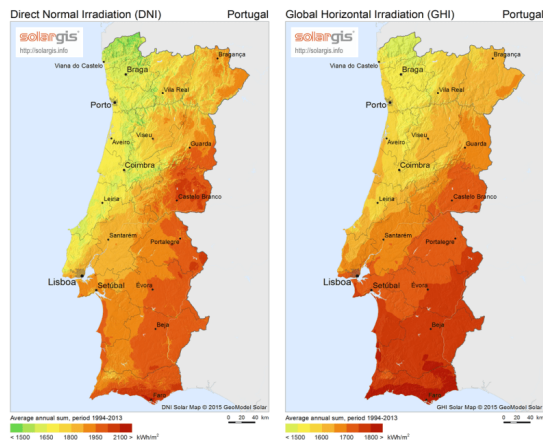 Direct Normal Irradiation (DNI) Portugal
solargis
http://solargis.info
Viana do Castelo
Bragança
Braga
Vila Real
Porto
Aveiro
Viseu
Guarda
Coimbra
Castelo Branco
Leiria
Santarém
Portalegre
Lisboa
Setúbal
Évora
Beja
Faro
Average annual sum, period 1994-2013
DNI Solar Map © 2015 GeoModel Solar
0 20 40 km
< 1500 1650 1800 1950 2100 > kWh/m²
Global Horizontal Irradiation (GHI) Portugal
solargis
http://solargis.info
Viana do Castelo
Bragança
Braga
Vila Real
Porto
Aveiro
Viseu
Guarda
Coimbra
Castelo Branco
Leiria
Santarém
Portalegre
Lisboa
Setúbal
Évora
Beja
Faro
Average annual sum, period 1994-2013
GHI Solar Map © 2015 GeoModel Solar
0 20 40 km
< 1500 1600 1700 1800 > kWh/m²